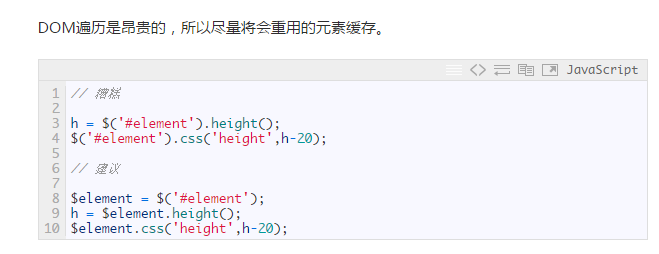 DOM遍历是昂贵的，所以尽量将会重用的元素缓存。
JavaScript
1 // 糟糕
2
3 h = $('#element').height();
4 $('#element').css('height',h-20);
5
6 // 建议
7
8 $element = $('#element');
9 h = $element.height();
10 $element.css('height',h-20);